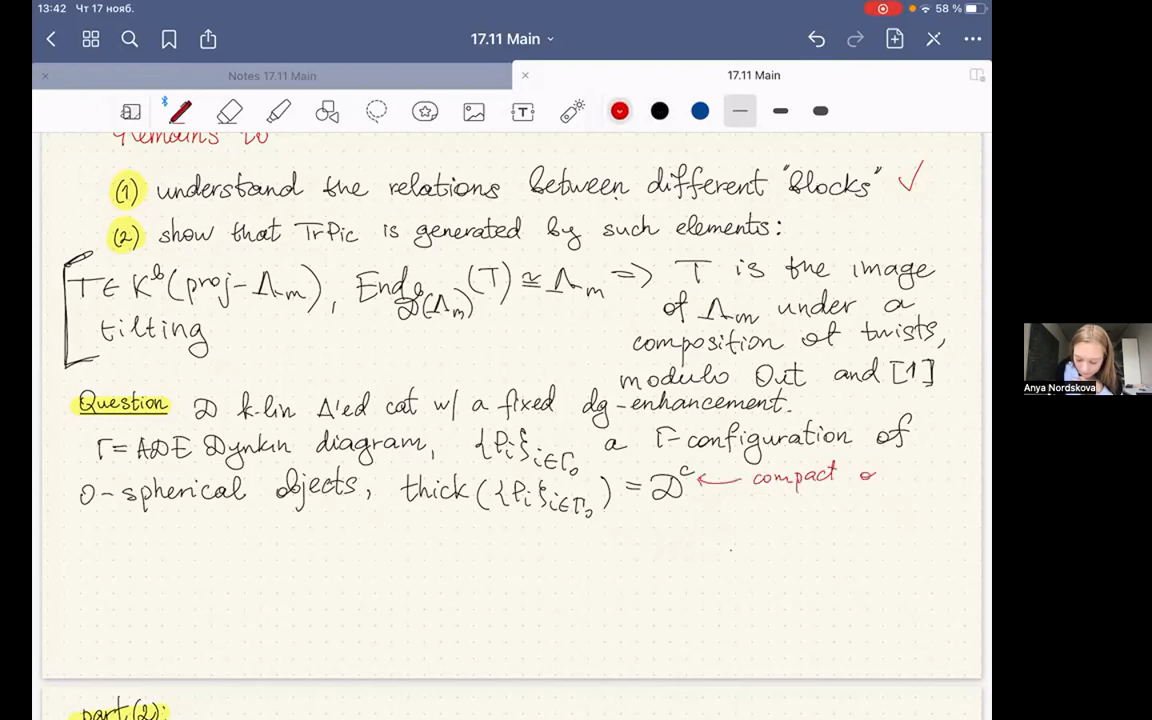 13:42 Чт 17 нояб.
58 %
17.11 Main
Notes 17.11 Main
17.11 Main
Remains to
(1) understand the relations between different "blocks" ✓
(2) show that TrPic is generated by such elements:
T ∈ K^b(proj-Λ_m), End_{D^b(Λ_m)}(T) ≅ Λ_m => T is the image
tilting
of Λ_m under a
composition of twists,
modulo Out and [1]
Question D k-lin Δ'ed cat w/ a fixed dg-enhancement.
Γ = ADE Dynkin diagram, {P_i}_{i∈Γ_0} a Γ-configuration of
0-spherical objects, thick({P_i}_{i∈Γ_0}) = D^c ← compact o
part(2):
Anya Nordskova